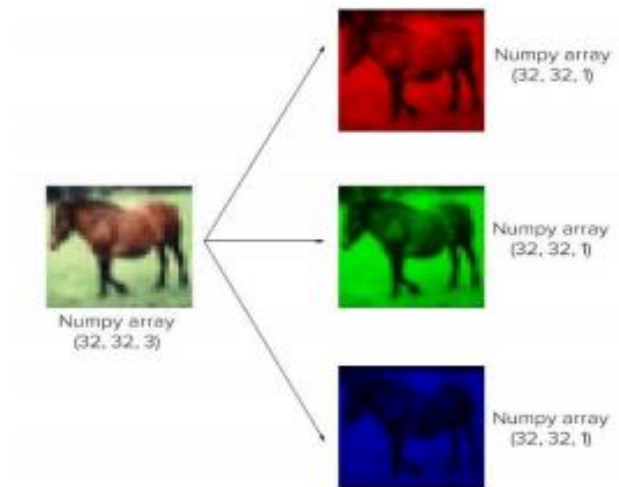 Numpy array
(32, 32, 1)
Numpy array
(32, 32, 1)
Numpy array
(32, 32, 3)
Numpy array
(32, 32, 1)